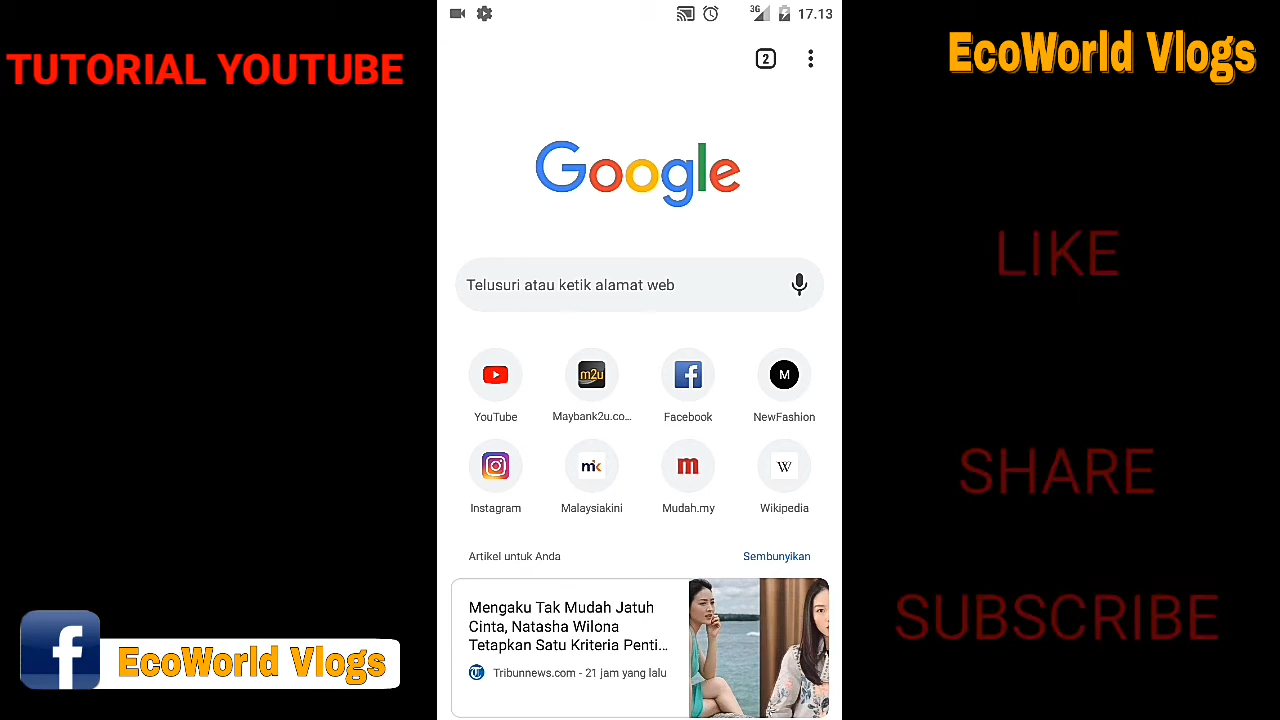 3G 17.13
TUTORIAL YOUTUBE
EcoWorld Vlogs
2
Google
Telusuri atau ketik alamat web
LIKE
m2u M
YouTube Maybank2u.co... Facebook NewFashion
mk m W
Instagram Malaysiakini Mudah.my Wikipedia
SHARE
Artikel untuk Anda Sembunyikan
Mengaku Tak Mudah Jatuh
Cinta, Natasha Wilona
Tetapkan Satu Kriteria Penti...
Tribunnews.com - 21 jam yang lalu
SUBSCRIBE
f EcoWorld Vlogs